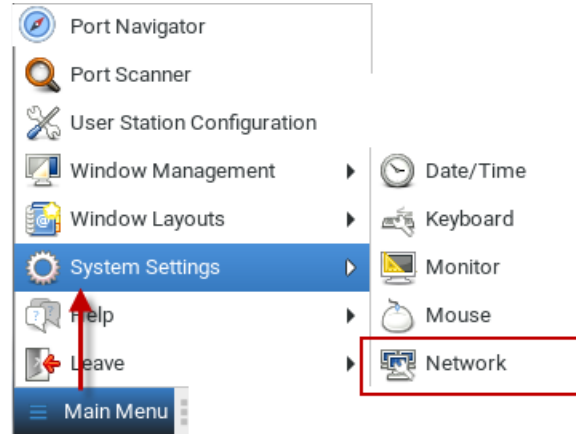 Port Navigator
Port Scanner
User Station Configuration
Window Management
Window Layouts
System Settings
Help
Leave
Main Menu
Date/Time
Keyboard
Monitor
Mouse
Network